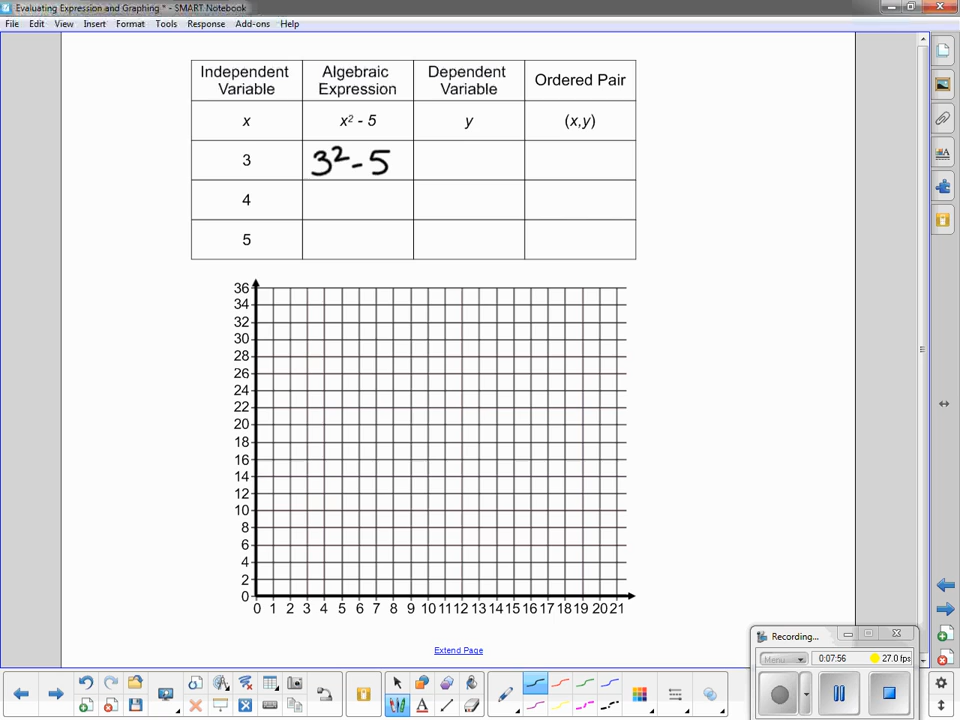 Evaluating Expression and Graphing * - SMART Notebook
File Edit View Insert Format Tools Response Add-ons Help
Independent Variable Algebraic Expression Dependent Variable Ordered Pair
x x² - 5 y (x,y)
3 3² - 5
4
5
36
34
32
30
28
26
24
22
20
18
16
14
12
10
8
6
4
2
0
0 1 2 3 4 5 6 7 8 9 10 11 12 13 14 15 16 17 18 19 20 21
Extend Page
Recording...
Menu 0:07:56 27.0 fps